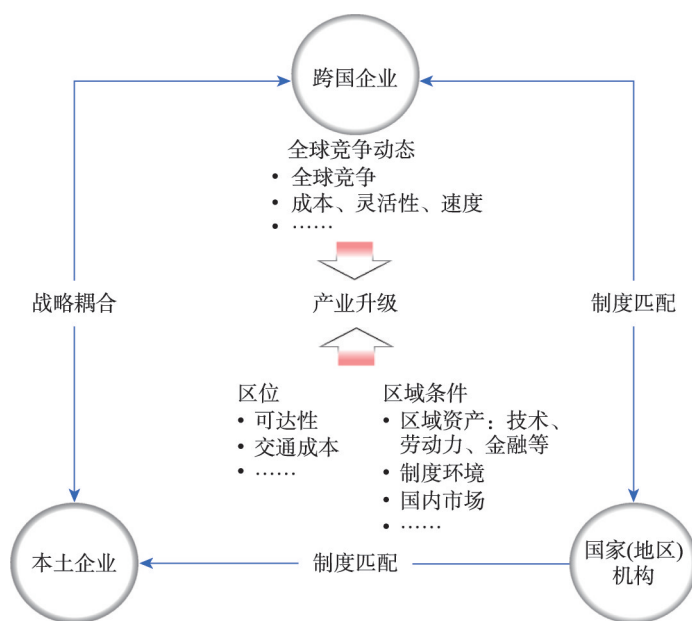 跨国企业
全球竞争动态
• 全球竞争
• 成本、灵活性、速度
• ……
战略耦合
产业升级
制度匹配
区位
• 可达性
• 交通成本
• ……
区域条件
• 区域资产：技术、
劳动力、金融等
• 制度环境
• 国内市场
• ……
本土企业
制度匹配
国家(地区)
机构